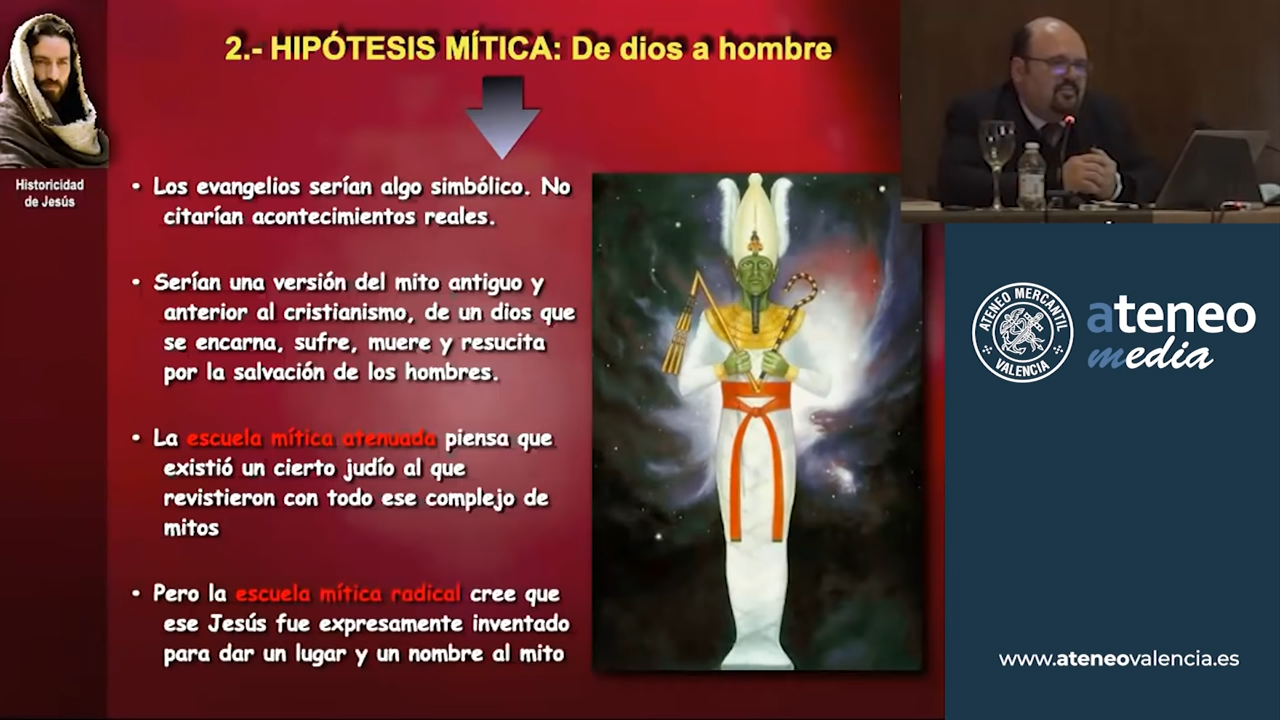 2.- HIPÓTESIS MÍTICA: De dios a hombre
Historicidad
de Jesús
• Los evangelios serían algo simbólico. No
citarían acontecimientos reales.
• Serían una versión del mito antiguo y
anterior al cristianismo, de un dios que
se encarna, sufre, muere y resucita
por la salvación de los hombres.
• La escuela mítica atenuada piensa que
existió un cierto judío al que
revistieron con todo ese complejo de
mitos
• Pero la escuela mítica radical cree que
ese Jesús fue expresamente inventado
para dar un lugar y un nombre al mito
ATENEO MERCANTIL
VALENCIA
ateneo
media
www.ateneovalencia.es